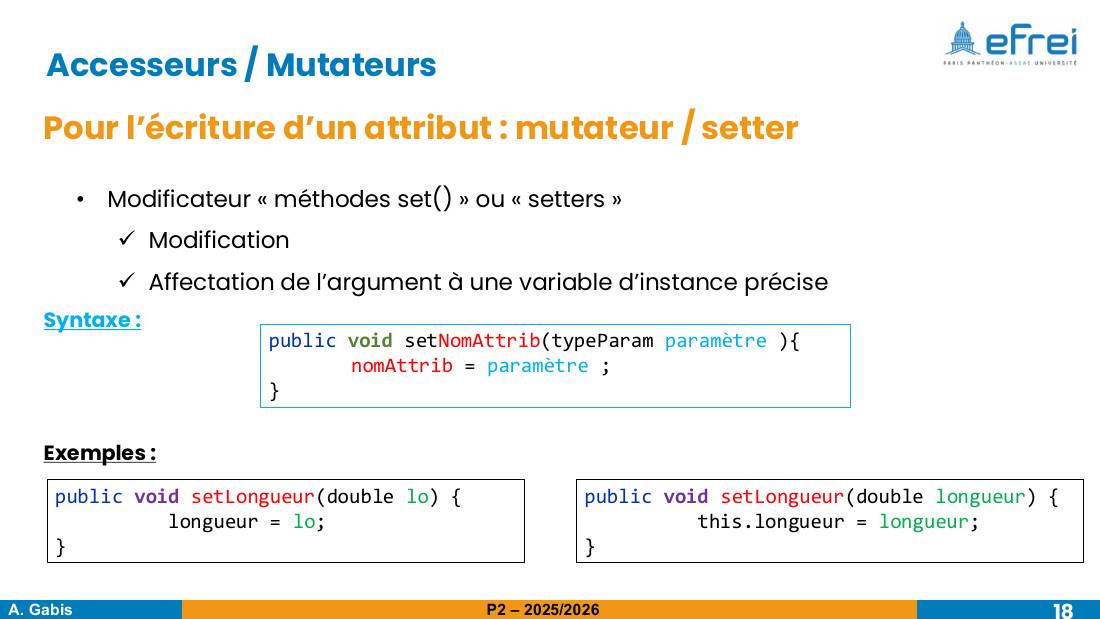 efrei
PARIS PANTHÉON-ASSAS UNIVERSITÉ
Accesseurs / Mutateurs
Pour l’écriture d’un attribut : mutateur / setter
• Modificateur « méthodes set() » ou « setters »
✓ Modification
✓ Affectation de l’argument à une variable d’instance précise
Syntaxe :
public void setNomAttrib(typeParam paramètre ){
nomAttrib = paramètre ;
}
Exemples :
public void setLongueur(double lo) {
longueur = lo;
}
public void setLongueur(double longueur) {
this.longueur = longueur;
}
A. Gabis
P2 – 2025/2026
18